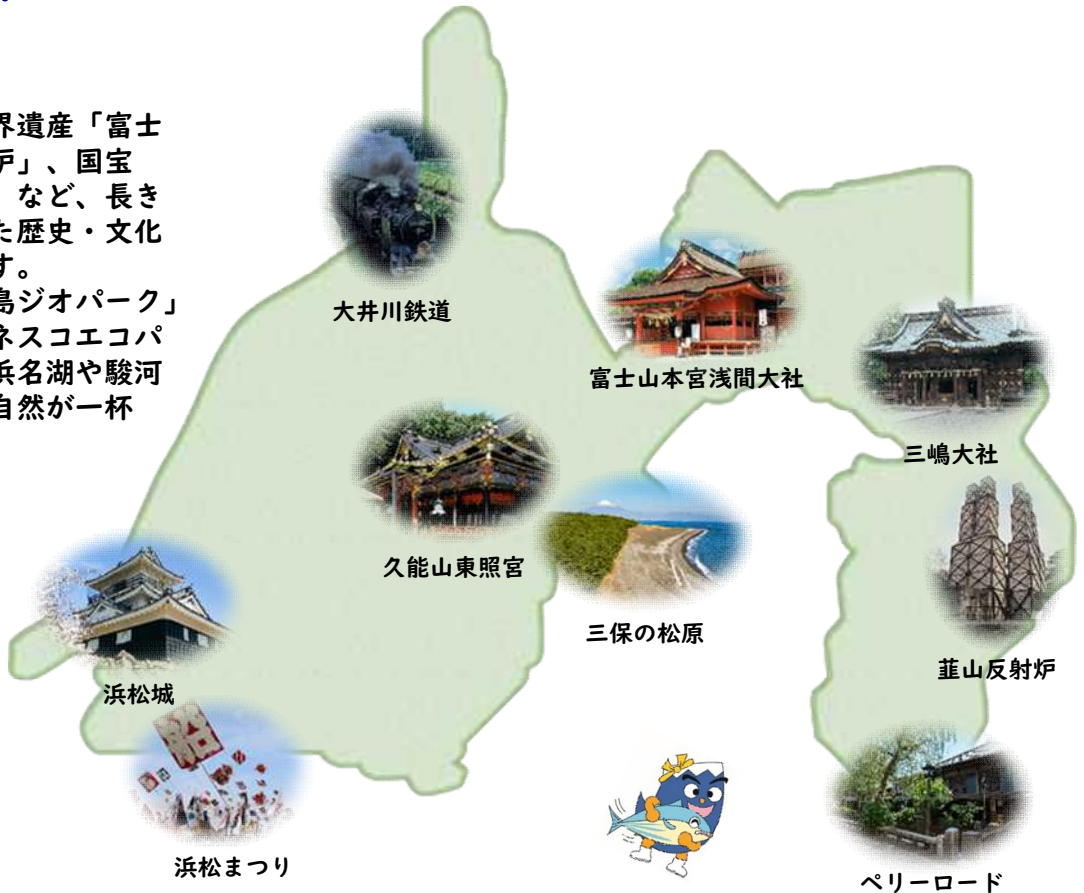 界遺産「富士
炉」、国宝
」など、長き
た歴史・文化
す。
島ジオパーク」
ネスコエコパ
浜名湖や駿河
自然が一杯
大井川鉄道
富士山本宮浅間大社
三嶋大社
久能山東照宮
三保の松原
韮山反射炉
浜松城
浜松まつり
ペリーロード